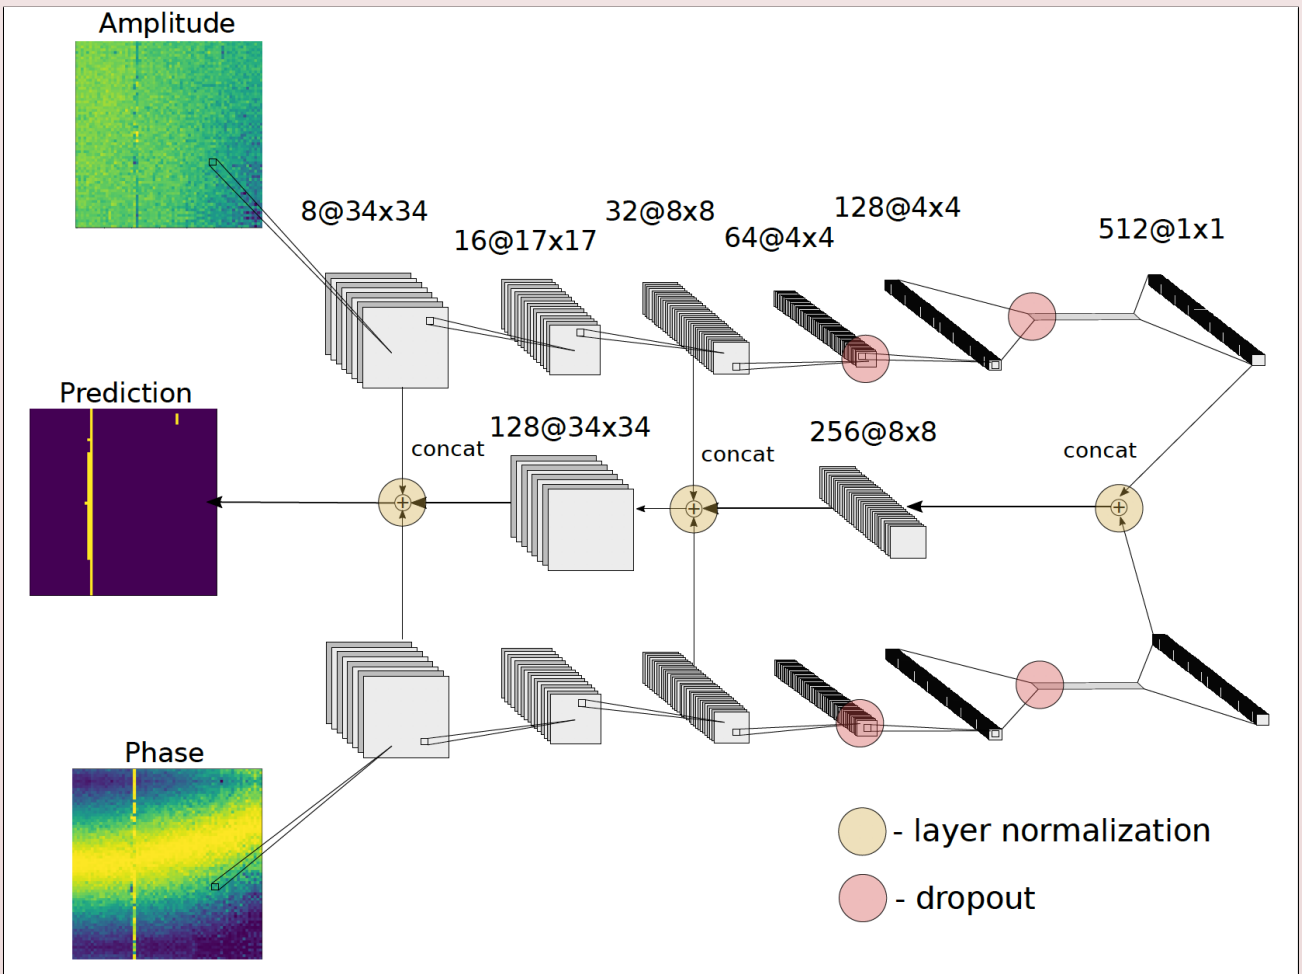 Amplitude
8@34x34
16@17x17
32@8x8
64@4x4
128@4x4
512@1x1
Prediction
concat
128@34x34
concat
256@8x8
concat
Phase
- layer normalization
- dropout